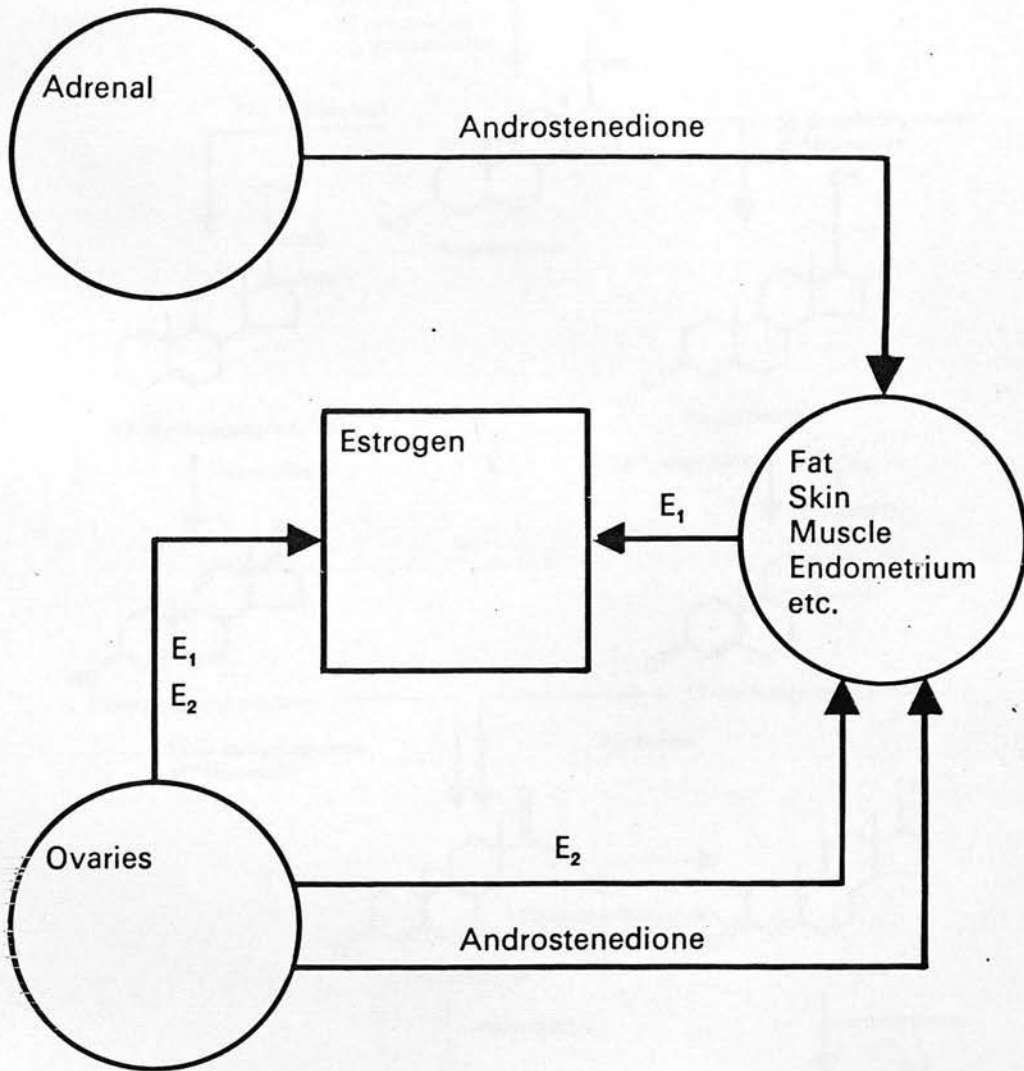 Adrenal
Androstenedione
Estrogen
Fat
Skin
Muscle
Endometrium
etc.
E₁
E₁
E₂
Ovaries
E₂
Androstenedione